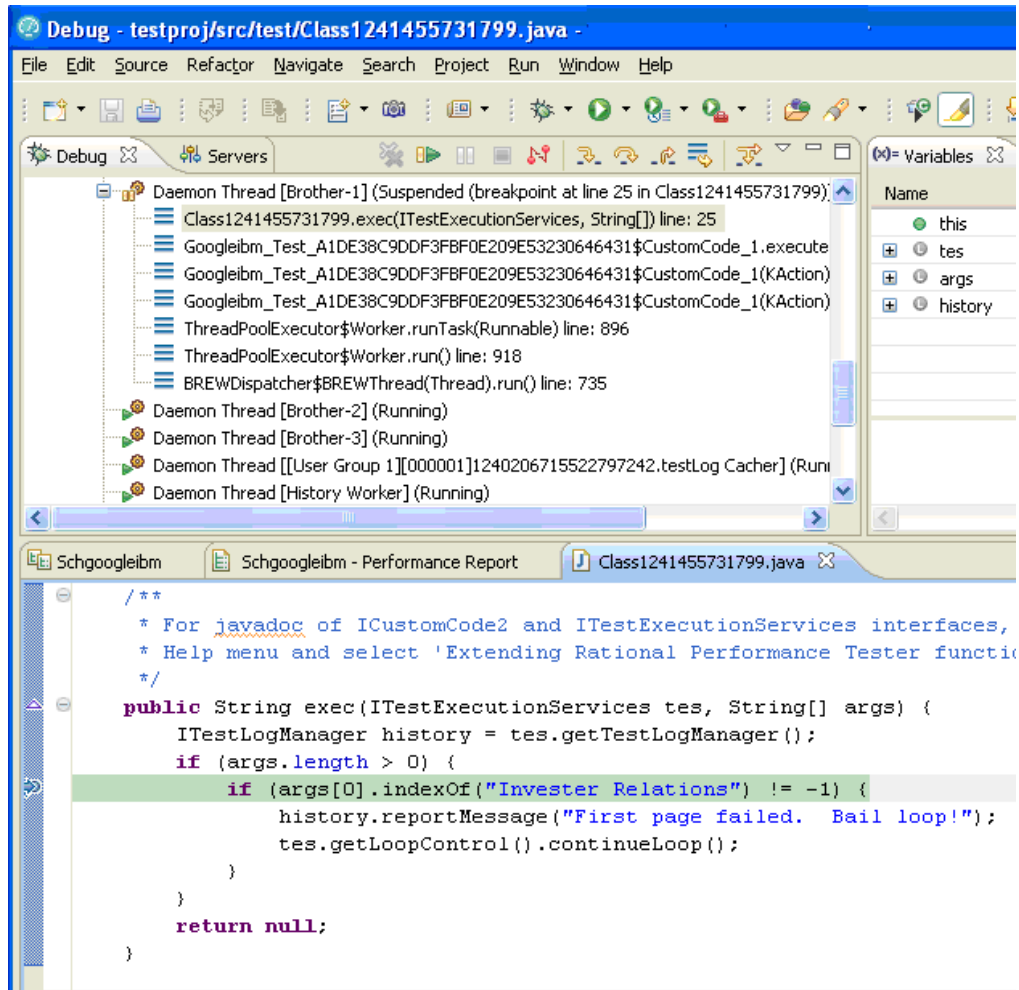 Debug - testproj/src/test/Class1241455731799.java -
File Edit Source Refactor Navigate Search Project Run Window Help
Debug Servers
(x)= Variables
Daemon Thread [Brother-1] (Suspended (breakpoint at line 25 in Class1241455731799)
Class1241455731799.exec(ITestExecutionServices, String[]) line: 25
Googleibm_Test_A1DE38C9DDF3FBF0E209E53230646431$CustomCode_1.execute
Googleibm_Test_A1DE38C9DDF3FBF0E209E53230646431$CustomCode_1(KAction)
Googleibm_Test_A1DE38C9DDF3FBF0E209E53230646431$CustomCode_1(KAction)
ThreadPoolExecutor$Worker.runTask(Runnable) line: 896
ThreadPoolExecutor$Worker.run() line: 918
BREWDispatcher$BREWThread(Thread).run() line: 735
Daemon Thread [Brother-2] (Running)
Daemon Thread [Brother-3] (Running)
Daemon Thread [[User Group 1][000001]1240206715522797242.testLog Cacher] (Runn
Daemon Thread [History Worker] (Running)
Name
this
tes
args
history
Schgoogleibm
Schgoogleibm - Performance Report
Class1241455731799.java
/**
* For javadoc of ICustomCode2 and ITestExecutionServices interfaces,
* Help menu and select 'Extending Rational Performance Tester functio
*/
public String exec(ITestExecutionServices tes, String[] args) {
ITestLogManager history = tes.getTestLogManager();
if (args.length > 0) {
if (args[0].indexOf("Invester Relations") != -1) {
history.reportMessage("First page failed.  Bail loop!");
tes.getLoopControl().continueLoop();
}
}
return null;
}